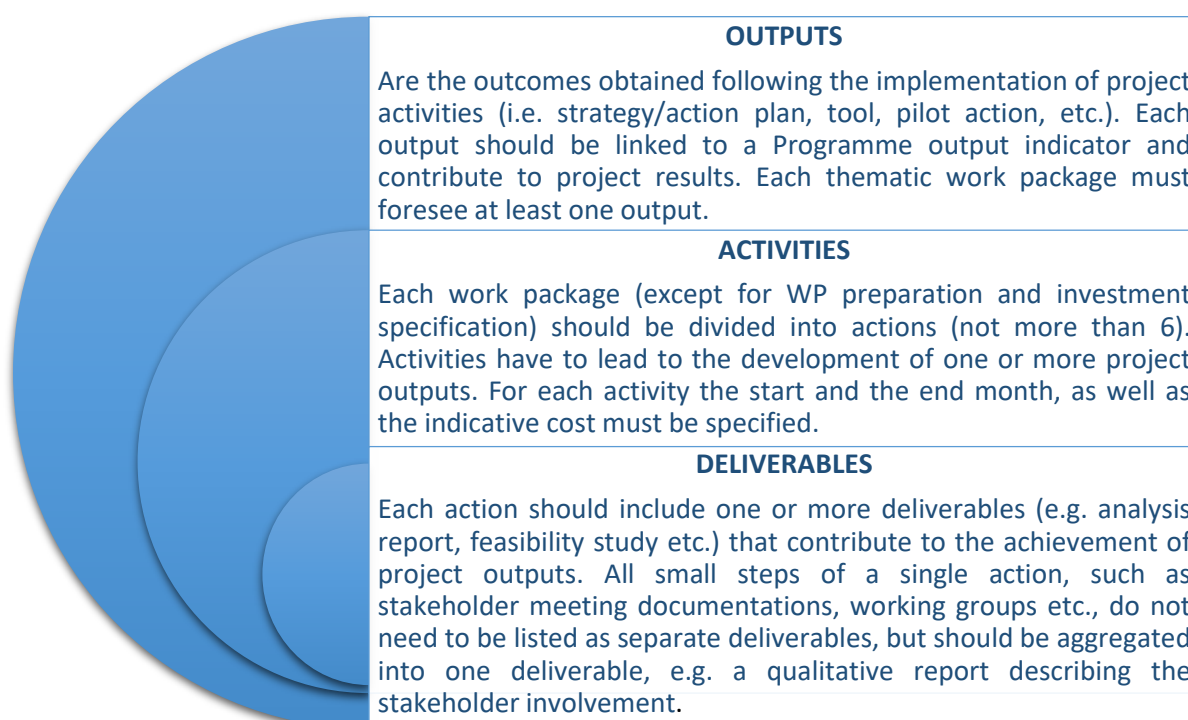 OUTPUTS
Are the outcomes obtained following the implementation of project
activities (i.e. strategy/action plan, tool, pilot action, etc.). Each
output should be linked to a Programme output indicator and
contribute to project results. Each thematic work package must
foresee at least one output.
ACTIVITIES
Each work package (except for WP preparation and investment
specification) should be divided into actions (not more than 6).
Activities have to lead to the development of one or more project
outputs. For each activity the start and the end month, as well as
the indicative cost must be specified.
DELIVERABLES
Each action should include one or more deliverables (e.g. analysis
report, feasibility study etc.) that contribute to the achievement of
project outputs. All small steps of a single action, such as
stakeholder meeting documentations, working groups etc., do not
need to be listed as separate deliverables, but should be aggregated
into one deliverable, e.g. a qualitative report describing the
stakeholder involvement.